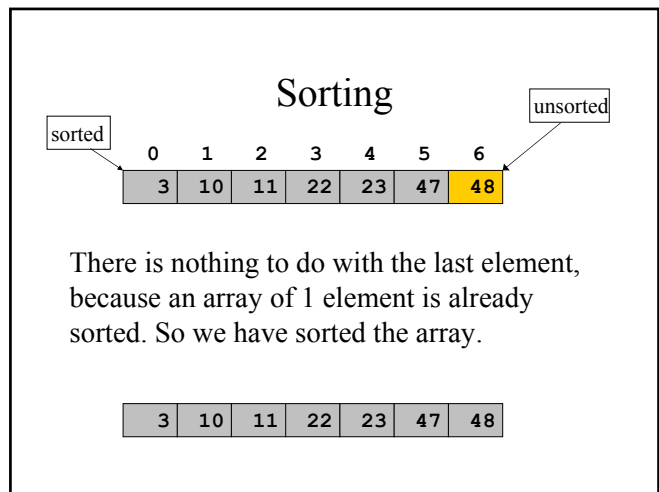 Sorting
sorted
unsorted
0 1 2 3 4 5 6
3 10 11 22 23 47 48
There is nothing to do with the last element,
because an array of 1 element is already
sorted. So we have sorted the array.
3 10 11 22 23 47 48